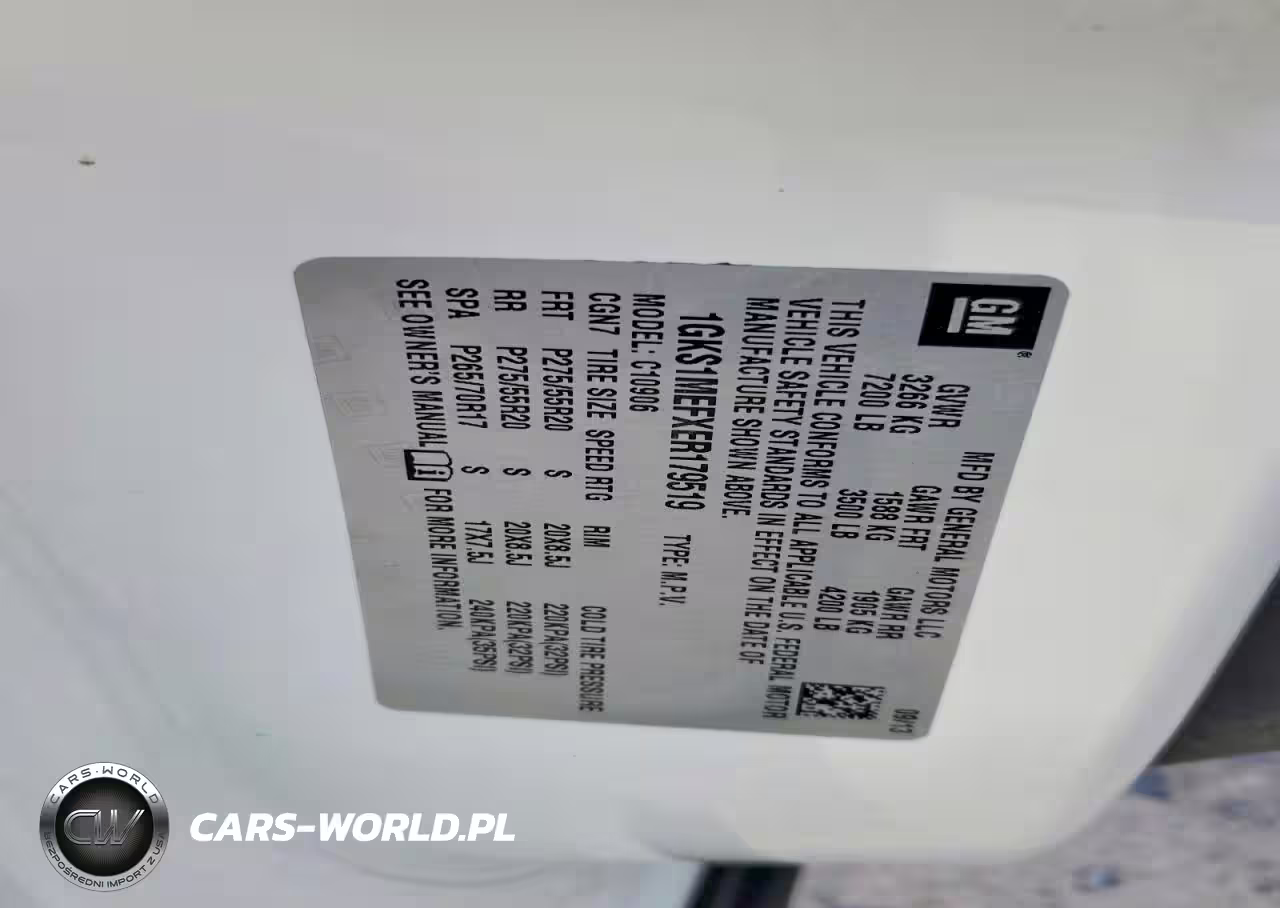 GM
®
MFD BY GENERAL MOTORS LLC
09/13
GVWR GAWR FRT GAWR RR
3266 KG 1588 KG 1905 KG
7200 LB 3500 LB 4200 LB
THIS VEHICLE CONFORMS TO ALL APPLICABLE U.S. FEDERAL MOTOR
VEHICLE SAFETY STANDARDS IN EFFECT ON THE DATE OF
MANUFACTURE SHOWN ABOVE.
1GKS1MEFXER179519 TYPE: M.P.V.
MODEL: C10906
CGN7 TIRE SIZE SPEED RTG RIM COLD TIRE PRESSURE
FRT P275/55R20 S 20X8.5J 220KPA(32PSI)
RR P275/55R20 S 20X8.5J 220KPA(32PSI)
SPA P265/70R17 S 17X7.5J 240KPA(35PSI)
SEE OWNER'S MANUAL FOR MORE INFORMATION.
CARS-WORLD
CW
BEZPOŚREDNI IMPORT Z USA
CARS-WORLD.PL